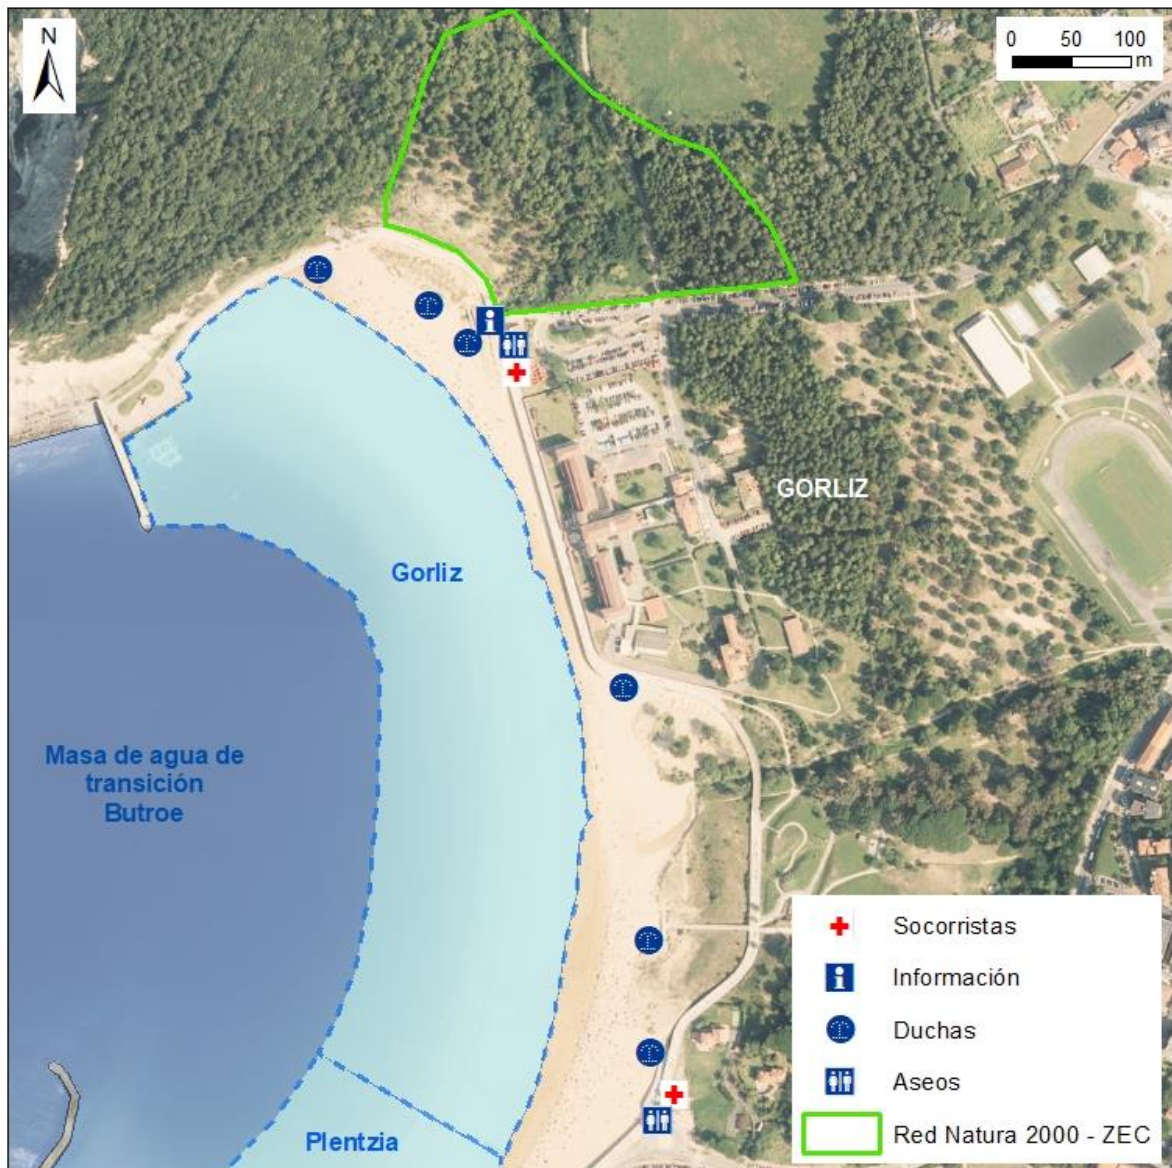 N
0 50 100
m
GORLIZ
Gorliz
Masa de agua de
transición
Butroe
Plentzia
Socorristas
Información
Duchas
Aseos
Red Natura 2000 - ZEC